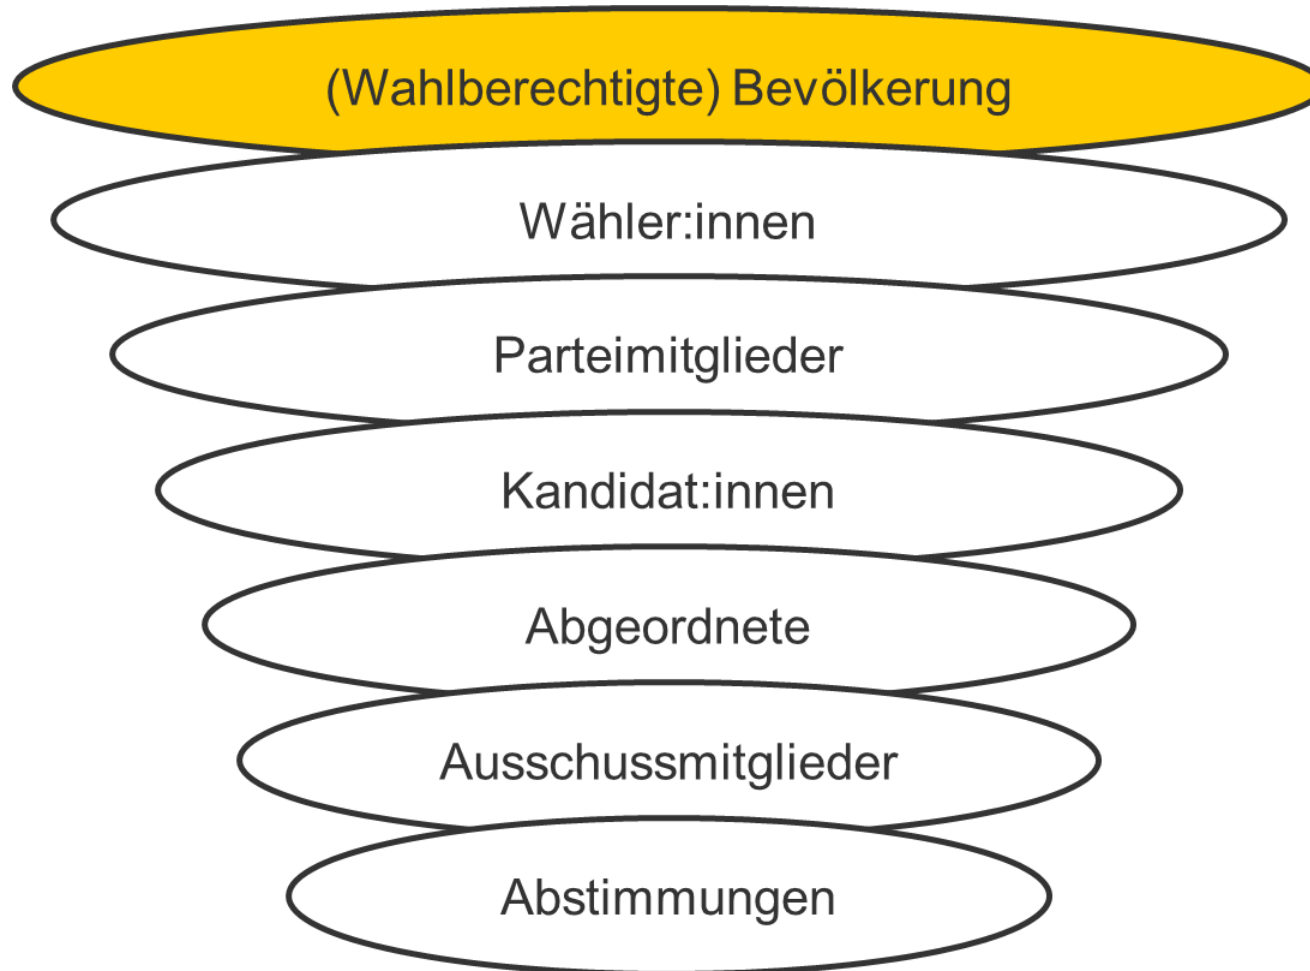 (Wahlberechtigte) Bevölkerung
Wähler:innen
Parteimitglieder
Kandidat:innen
Abgeordnete
Ausschussmitglieder
Abstimmungen